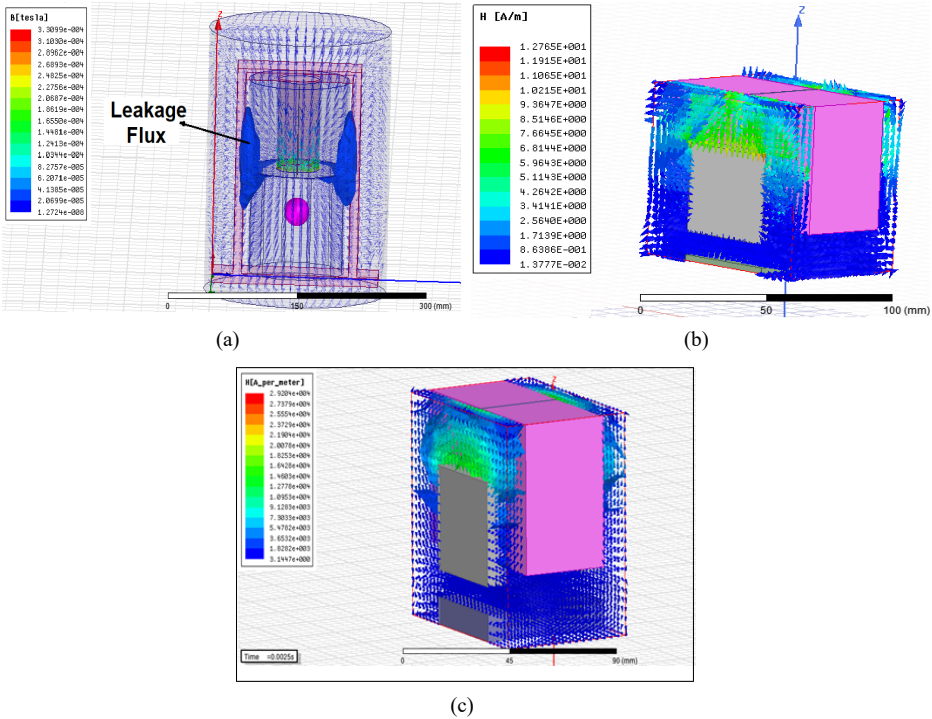 B[tesla]
3.3099e-004
3.1030e-004
2.8962e-004
2.6893e-004
2.4825e-004
2.2756e-004
2.0687e-004
1.8619e-004
1.6550e-004
1.4481e-004
1.2413e-004
1.0344e-004
8.2757e-005
6.2071e-005
4.1385e-005
2.0699e-005
1.2724e-008
Leakage
Flux
Z
0
150
300 (mm)
(a)
H [A/m]
1.2765E+001
1.1915E+001
1.1065E+001
1.0215E+001
9.3647E+000
8.5146E+000
7.6645E+000
6.8144E+000
5.9643E+000
5.1143E+000
4.2642E+000
3.4141E+000
2.5640E+000
1.7139E+000
8.6386E-001
1.3777E-002
Z
0
50
100 (mm)
(b)
H[A_per_meter]
2.9204e+004
2.7379e+004
2.5554e+004
2.3729e+004
2.1904e+004
2.0078e+004
1.8253e+004
1.6428e+004
1.4603e+004
1.2778e+004
1.0953e+004
9.1283e+003
7.3033e+003
5.4782e+003
3.6532e+003
1.8282e+003
3.1447e+000
Z
Time =0.0025s
0
45
90 (mm)
(c)